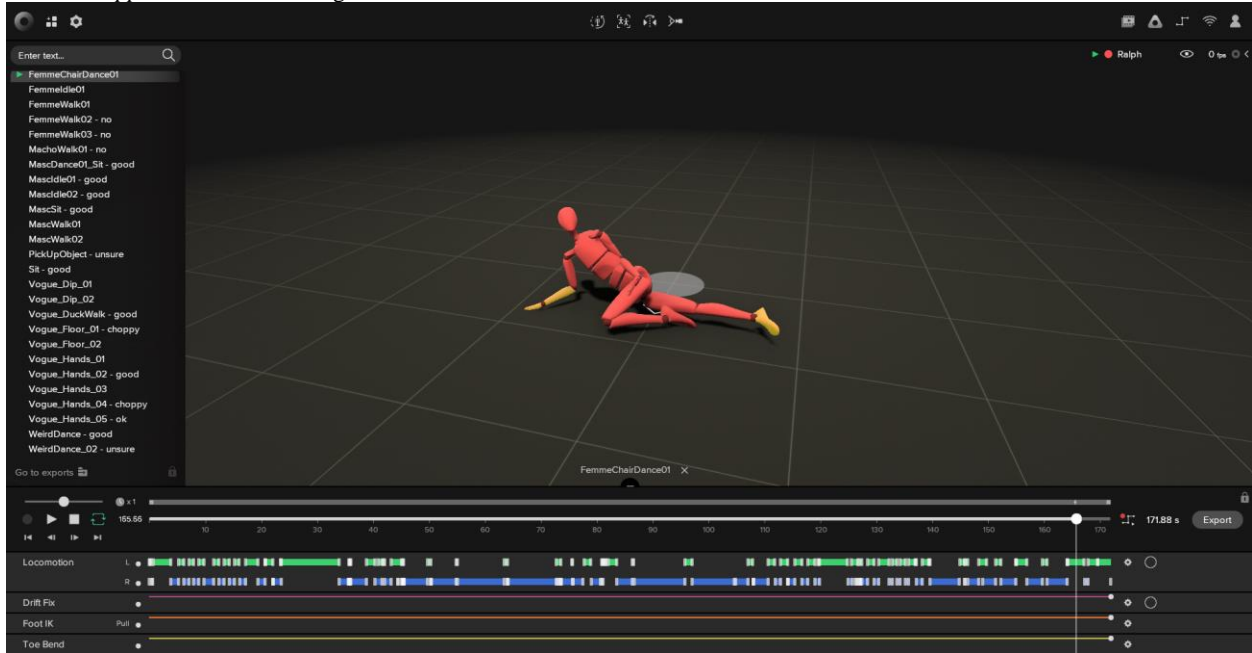 Enter text...
Ralph
0 fps
FemmeChairDance01
FemmeIdle01
FemmeWalk01
FemmeWalk02 - no
FemmeWalk03 - no
MachoWalk01 - no
MascDance01_Sit - good
MascIdle01 - good
MascIdle02 - good
MascSit - good
MascWalk01
MascWalk02
PickUpObject - unsure
Sit - good
Vogue_Dip_01
Vogue_Dip_02
Vogue_DuckWalk - good
Vogue_Floor_01 - choppy
Vogue_Floor_02
Vogue_Hands_01
Vogue_Hands_02 - good
Vogue_Hands_03
Vogue_Hands_04 - choppy
Vogue_Hands_05 - ok
WeirdDance - good
WeirdDance_02 - unsure
Go to exports
FemmeChairDance01
x 1
165.66
10 20 30 40 50 60 70 80 90 100 110 120 130 140 150 160 170
171.88 s
Export
Locomotion L
R
Drift Fix
Foot IK Pull
Toe Bend